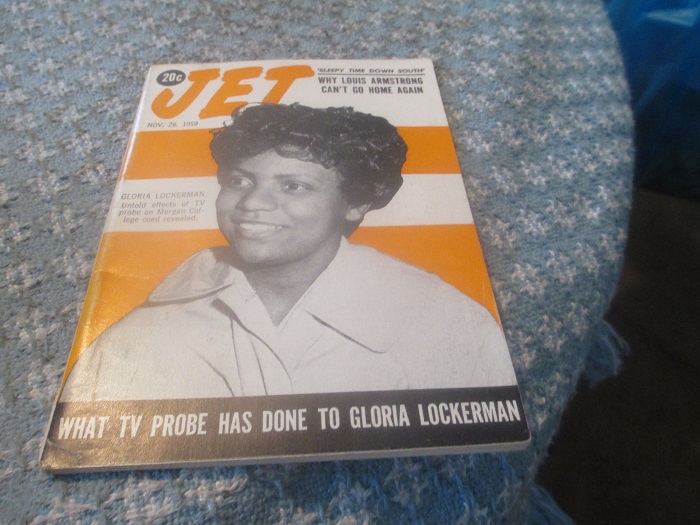 20c
JET
'SLEEPY TIME DOWN SOUTH'
WHY LOUIS ARMSTRONG
CAN'T GO HOME AGAIN
NOV. 26, 1959
GLORIA LOCKERMAN:
Untold effects of TV
probe on Morgan Col-
lege coed revealed.
WHAT TV PROBE HAS DONE TO GLORIA LOCKERMAN